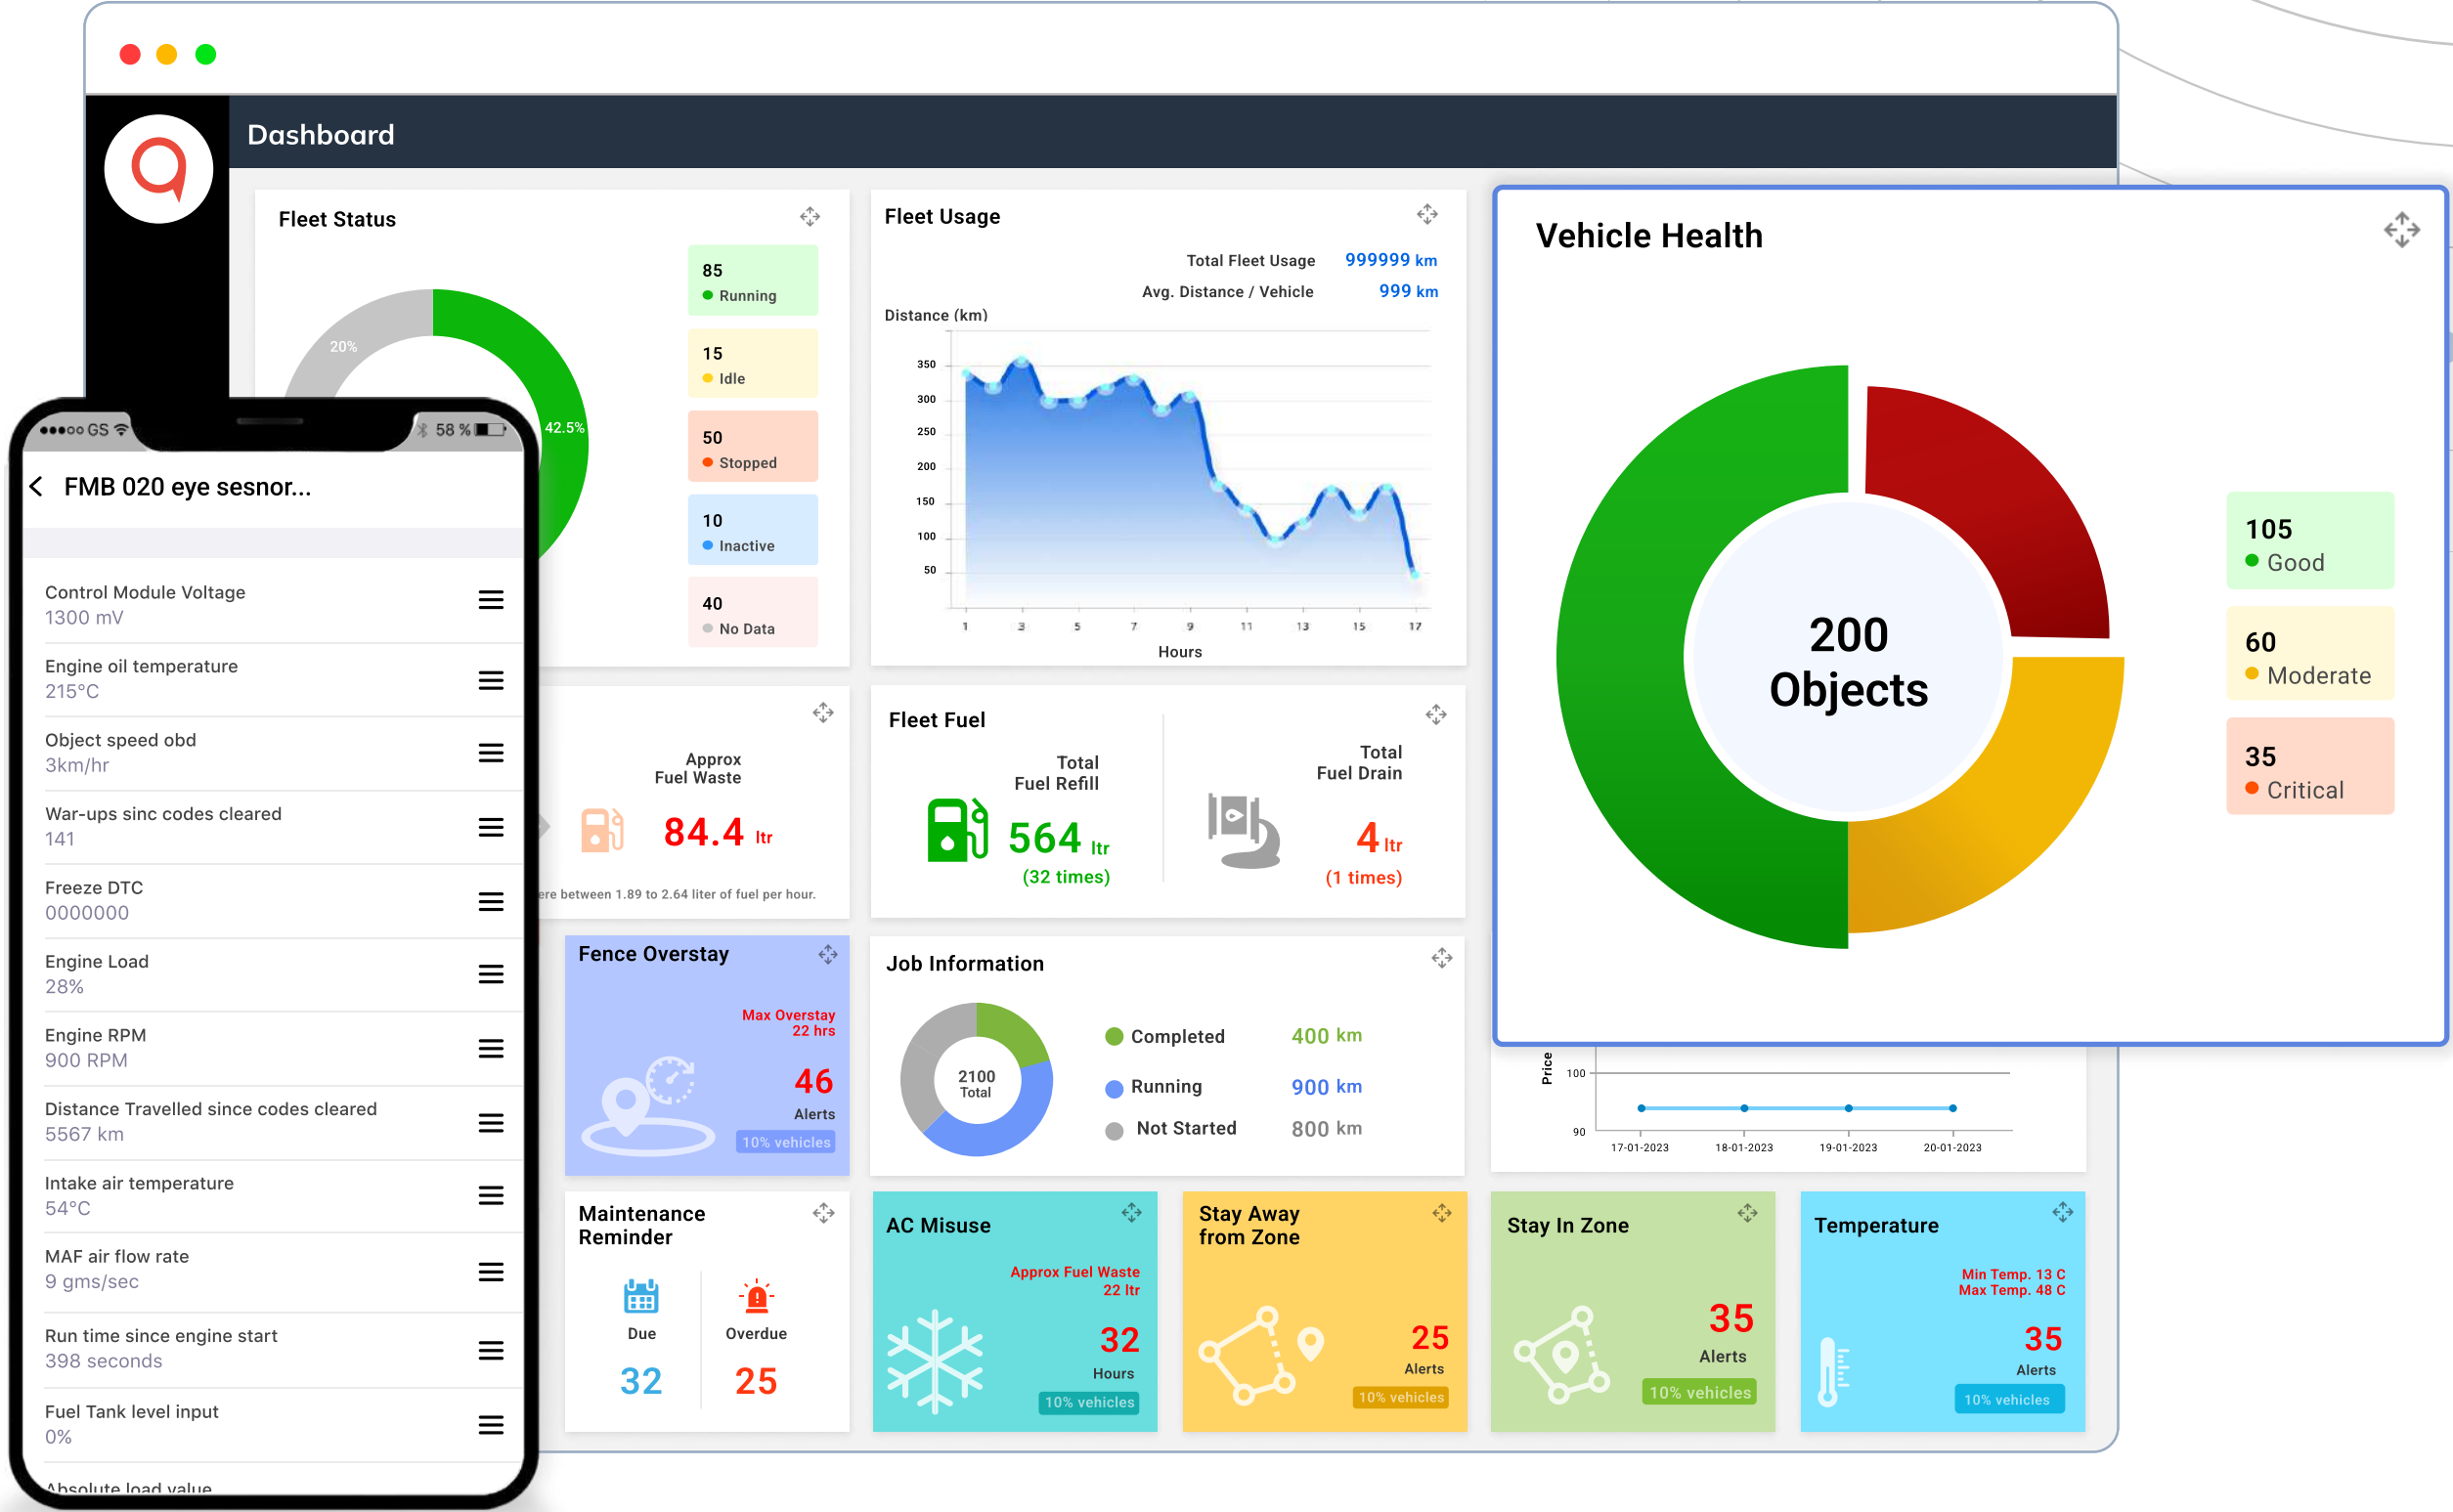 Dashboard
Fleet Status
20%
42.5%
85
Running
15
Idle
50
Stopped
10
Inactive
40
No Data
Fleet Usage
Total Fleet Usage 999999 km
Avg. Distance / Vehicle 999 km
Distance (km)
350
300
250
200
150
100
50
1 3 5 7 9 11 13 15 17
Hours
Vehicle Health
200
Objects
105
Good
60
Moderate
35
Critical
GS 58 %
FMB 020 eye sesnor...
Control Module Voltage
1300 mV
Engine oil temperature
215°C
Object speed obd
3km/hr
War-ups sinc codes cleared
141
Freeze DTC
0000000
Engine Load
28%
Engine RPM
900 RPM
Distance Travelled since codes cleared
5567 km
Intake air temperature
54°C
MAF air flow rate
9 gms/sec
Run time since engine start
398 seconds
Fuel Tank level input
0%
Absolute load value
Approx
Fuel Waste
84.4 ltr
ere between 1.89 to 2.64 liter of fuel per hour.
Fleet Fuel
Total
Fuel Refill
564 ltr
(32 times)
Total
Fuel Drain
4 ltr
(1 times)
Fence Overstay
Max Overstay
22 hrs
46
Alerts
10% vehicles
Job Information
2100
Total
Completed 400 km
Running 900 km
Not Started 800 km
Price
100
90
17-01-2023 18-01-2023 19-01-2023 20-01-2023
Maintenance
Reminder
Due
32
Overdue
25
AC Misuse
Approx Fuel Waste
22 ltr
32
Hours
10% vehicles
Stay Away
from Zone
25
Alerts
10% vehicles
Stay In Zone
35
Alerts
10% vehicles
Temperature
Min Temp. 13 C
Max Temp. 48 C
35
Alerts
10% vehicles